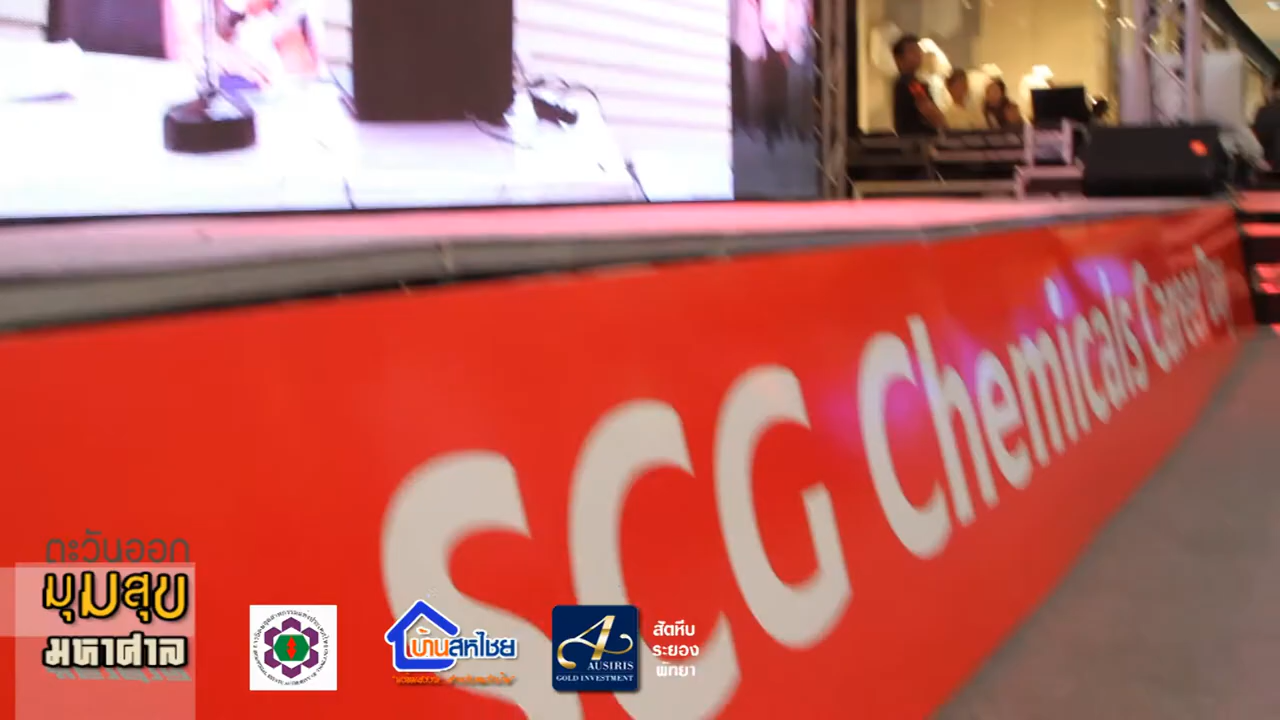 SCG Chemicals Career Day
ตะวันออก
มุมสุข
มหาศาล
บ้านสหไชย
AUSIRIS
GOLD INVESTMENT
สัตหีบ
ระยอง
พัทยา